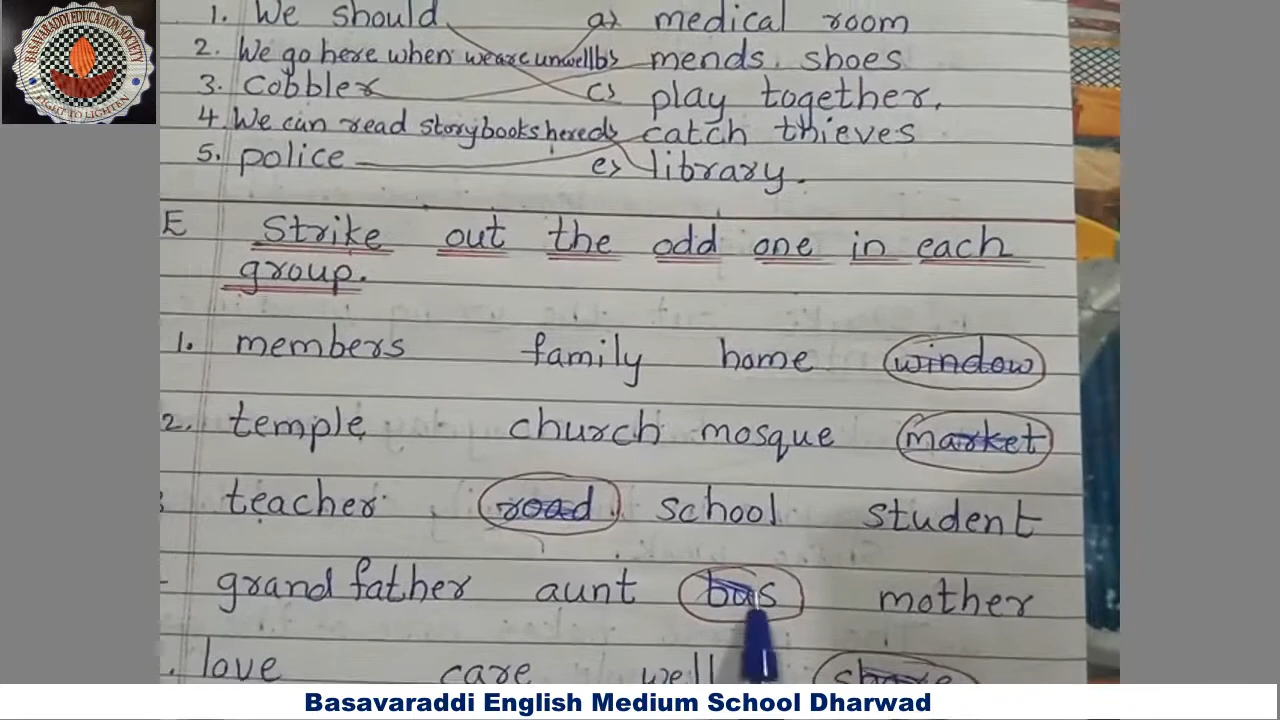 BASAVARADDI EDUCATION SOCIETY
LIGHT TO LIGHTEN
1. We should a) medical room
2. We go here when we are unwell b) mends shoes
3. Cobbler c) play together.
4. We can read storybooks here d) catch thieves
5. police e) library.
E Strike out the odd one in each
group.
1. members family home window
2. temple church mosque market
teacher road school student
grand father aunt bus mother
. love care well
Basavaraddi English Medium School Dharwad